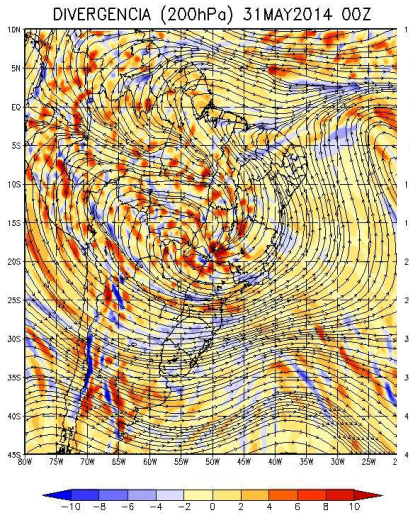 DIVERGENCIA (200hPa) 31MAY2014 00Z
10N
5N
EQ
5S
10S
15S
20S
25S
30S
35S
40S
45S
80W 75W 70W 65W 60W 55W 50W 45W 40W 35W 30W 25W 2
-10 -8 -6 -4 -2 0 2 4 6 8 10